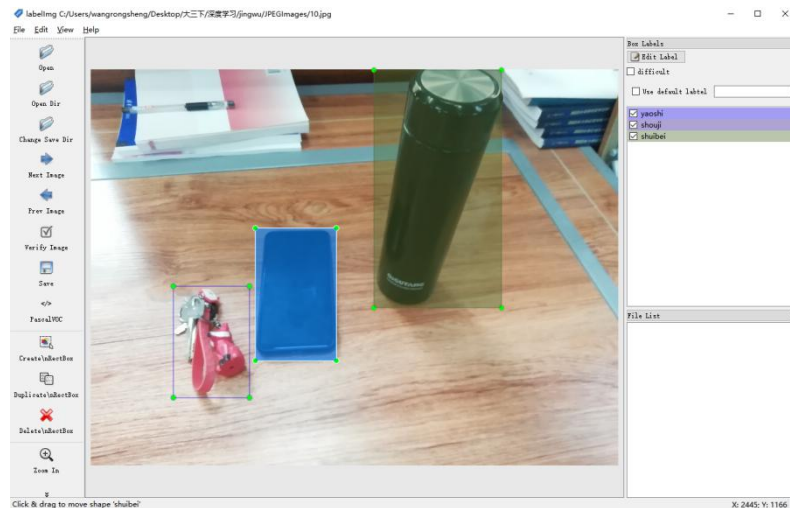 labelImg C:/Users/wangrongsheng/Desktop/大三下/深度学习/jingwu/JPEGImages/10.jpg
File Edit View Help
Open
Open Dir
Change Save Dir
Next Image
Prev Image
Verify Image
Save
</>
PascalVOC
Create\nRectBox
Duplicate\nRectBox
Delete\nRectBox
Zoom In
Box Labels
Edit Label
difficult
Use default label
yaoshi
shouji
shuibei
File List
Click & drag to move shape 'shuibei'
X: 2445; Y: 1166